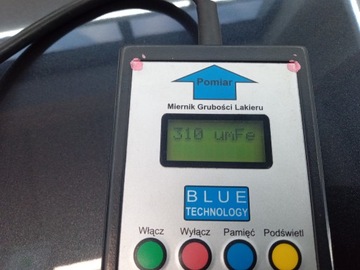 Pomiar
Miernik Grubości Lakieru
310 umFe
BLUE
TECHNOLOGY
Włącz Wyłącz Pamięć Podświetl